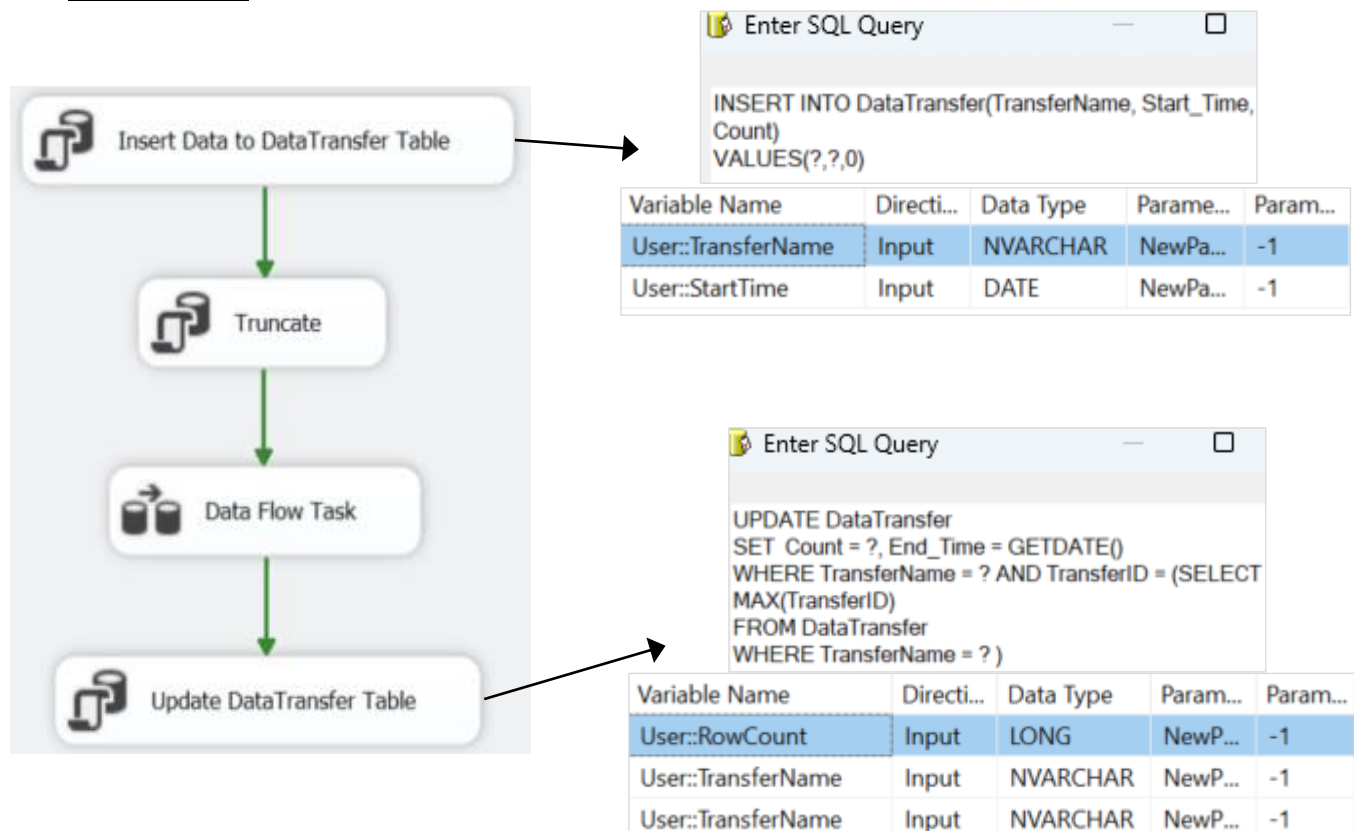 Enter SQL Query
INSERT INTO DataTransfer(TransferName, Start_Time,
Count)
VALUES(?,?,0)
Insert Data to DataTransfer Table
Variable Name Directi... Data Type Parame... Param...
User::TransferName Input NVARCHAR NewPa... -1
User::StartTime Input DATE NewPa... -1
Truncate
Enter SQL Query
UPDATE DataTransfer
SET Count = ?, End_Time = GETDATE()
WHERE TransferName = ? AND TransferID = (SELECT
MAX(TransferID)
FROM DataTransfer
WHERE TransferName = ? )
Data Flow Task
Update DataTransfer Table
Variable Name Directi... Data Type Param... Param...
User::RowCount Input LONG NewP... -1
User::TransferName Input NVARCHAR NewP... -1
User::TransferName Input NVARCHAR NewP... -1